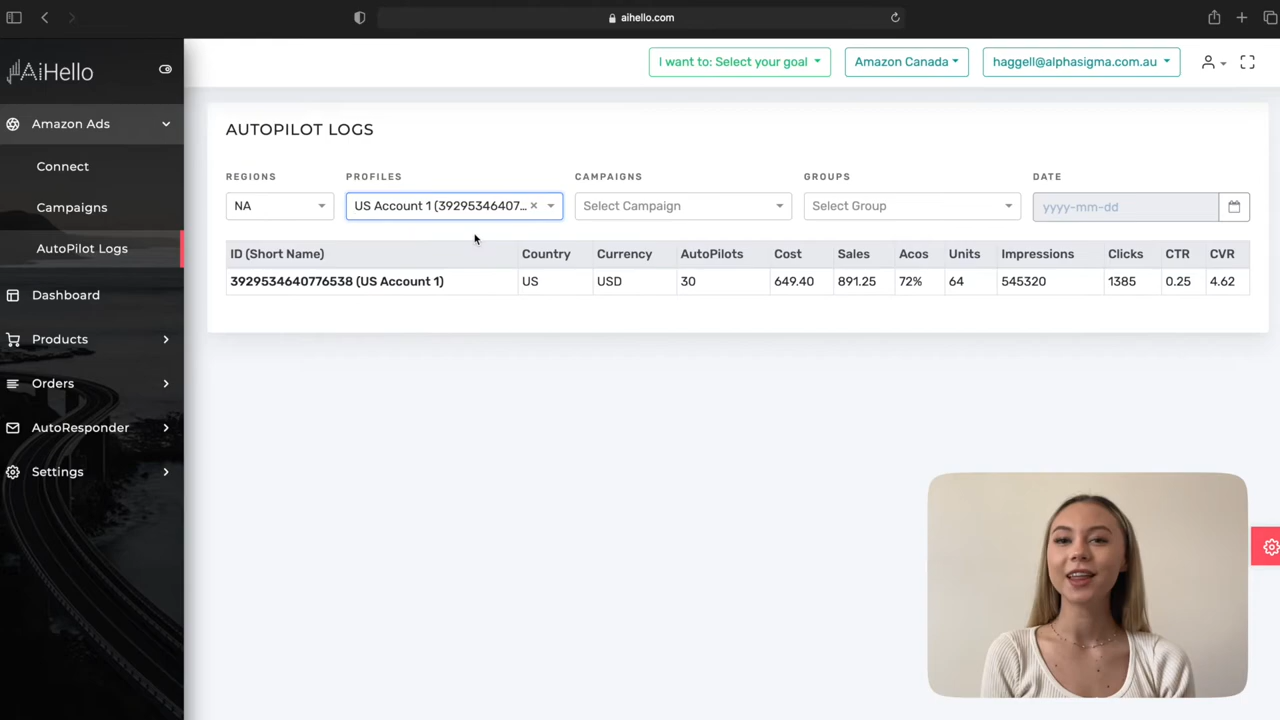 aihello.com
AiHello
I want to: Select your goal
Amazon Canada
haggell@alphasigma.com.au
Amazon Ads
Connect
Campaigns
AutoPilot Logs
Dashboard
Products
Orders
AutoResponder
Settings
AUTOPILOT LOGS
REGIONS PROFILES CAMPAIGNS GROUPS DATE
NA US Account 1 (39295346407... × Select Campaign Select Group yyyy-mm-dd
ID (Short Name) Country Currency AutoPilots Cost Sales Acos Units Impressions Clicks CTR CVR
3929534640776538 (US Account 1) US USD 30 649.40 891.25 72% 64 545320 1385 0.25 4.62